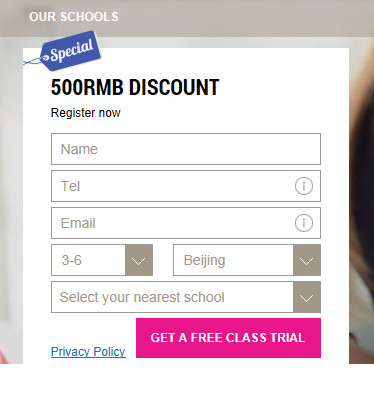 OUR SCHOOLS
Special
500RMB DISCOUNT
Register now
Name
Tel
Email
3-6
Beijing
Select your nearest school
GET A FREE CLASS TRIAL
Privacy Policy